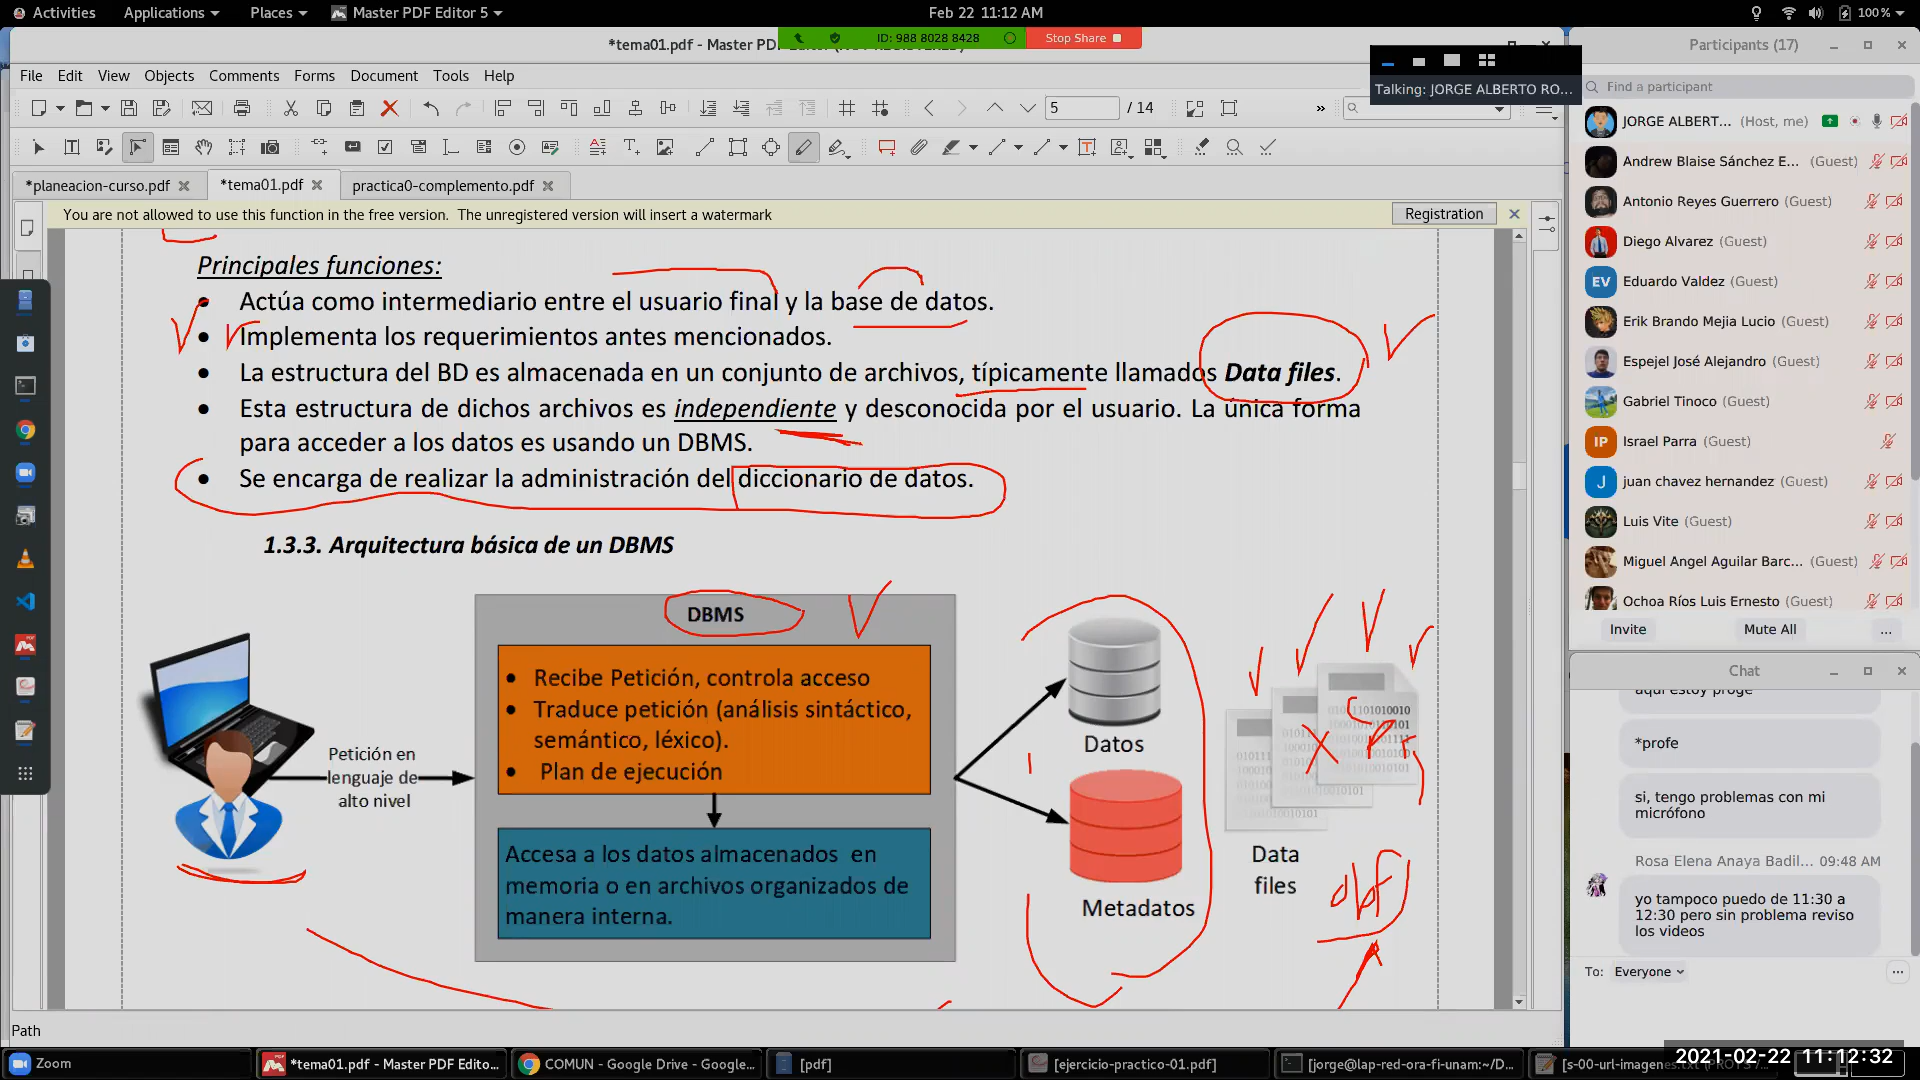 Activities Applications Places Master PDF Editor 5 Feb 22 11:12 AM 100%
*tema01.pdf - Master PD
ID: 988 8028 8428 Stop Share
Talking: JORGE ALBERTO RO...
File Edit View Objects Comments Forms Document Tools Help
5 / 14
*planeacion-curso.pdf *tema01.pdf practica0-complemento.pdf
You are not allowed to use this function in the free version. The unregistered version will insert a watermark Registration
Principales funciones:
• Actúa como intermediario entre el usuario final y la base de datos.
• Implementa los requerimientos antes mencionados.
• La estructura del BD es almacenada en un conjunto de archivos, típicamente llamados Data files.
• Esta estructura de dichos archivos es independiente y desconocida por el usuario. La única forma
para acceder a los datos es usando un DBMS.
• Se encarga de realizar la administración del diccionario de datos.
1.3.3. Arquitectura básica de un DBMS
Petición en
lenguaje de
alto nivel
DBMS
• Recibe Petición, controla acceso
• Traduce petición (análisis sintáctico,
semántico, léxico).
• Plan de ejecución
Accesa a los datos almacenados en
memoria o en archivos organizados de
manera interna.
Datos
Metadatos
Data
files
dbf
Path
Participants (17)
Find a participant
JORGE ALBERT... (Host, me)
Andrew Blaise Sánchez E... (Guest)
Antonio Reyes Guerrero (Guest)
Diego Alvarez (Guest)
EV Eduardo Valdez (Guest)
Erik Brando Mejia Lucio (Guest)
Espejel José Alejandro (Guest)
Gabriel Tinoco (Guest)
IP Israel Parra (Guest)
J juan chavez hernandez (Guest)
Luis Vite (Guest)
Miguel Angel Aguilar Barc... (Guest)
Ochoa Ríos Luis Ernesto (Guest)
Invite Mute All ...
Chat
aqui estoy profe
*profe
si, tengo problemas con mi
micrófono
Rosa Elena Anaya Badil... 09:48 AM
yo tampoco puedo de 11:30 a
12:30 pero sin problema reviso
los videos
To: Everyone
Zoom *tema01.pdf - Master PDF Edito... COMUN - Google Drive - Google... [pdf] [ejercicio-practico-01.pdf] [jorge@lap-red-ora-fi-unam:~/D... [s-00-url-imagenes.txt
2021-02-22 11:12:32